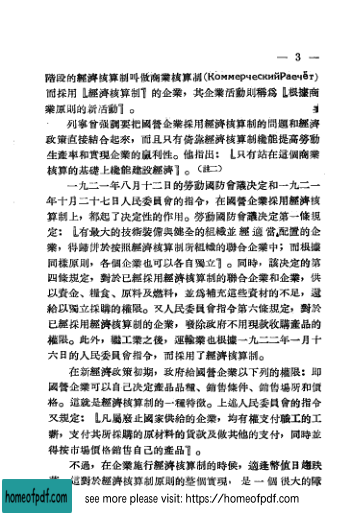 — 3 —
階段的經濟核算制叫做商業核算制(КоммерческийРасчёт)
而採用『經濟核算制』的企業，其企業活動則稱爲『根據商
業原則的新活動』。
列寧曾强調要把國營企業採用經濟核算制的問題和經濟
政策直接結合起來，而且只有倚靠經濟核算制纔能提高勞動
生產率和實現企業的贏利性。他指出：『只有站在這個商業
核算的基礎上纔能建設經濟』。（註二）
一九二一年八月十二日的勞動國防會議決定和一九二一
年十月二十七日人民委員會的指令，在國營企業採用經濟核
算制上，都起了決定性的作用。勞動國防會議決定第一條規
定：『有最大的技術裝備與健全的組織並經適當配置的企
業，得歸併於按照經濟核算制所組織的聯合企業中；而根據
同樣原則，各個企業也可以各自獨立』。同時，該決定的第
四條規定，對於已經採用經濟核算制的聯合企業和企業，供
以資金、糧食、原料及燃料，並爲補充這些資材的不足，還
給以獨立採購的權限。又人民委員會指令第六條規定，對於
已經採用經濟核算制的企業，廢除政府不用現款收購產品的
權限。此外，繼工業之後，運輸業也根據一九二二年一月十
六日的人民委員會指令，而採用了經濟核算制。
在新經濟政策初期，政府給國營企業以下列的權限：即
國營企業可以自己決定產品品種、銷售條件、銷售場所和價
格。這就是經濟核算制的一種特徵。上述人民委員會的指令
又規定：『凡屬廢止國家供給的企業，均有權支付職工的工
薪，支付其所採購的原材料的貨款及做其他的支付，同時並
得按市場價格銷售自己的產品』。
不過，在企業施行經濟核算制的時候，適逢幣値日趨跌
這對於經濟核算制原則的整個實現，是一個很大的障
homeofpdf.com
see more please visit: https://homeofpdf.com